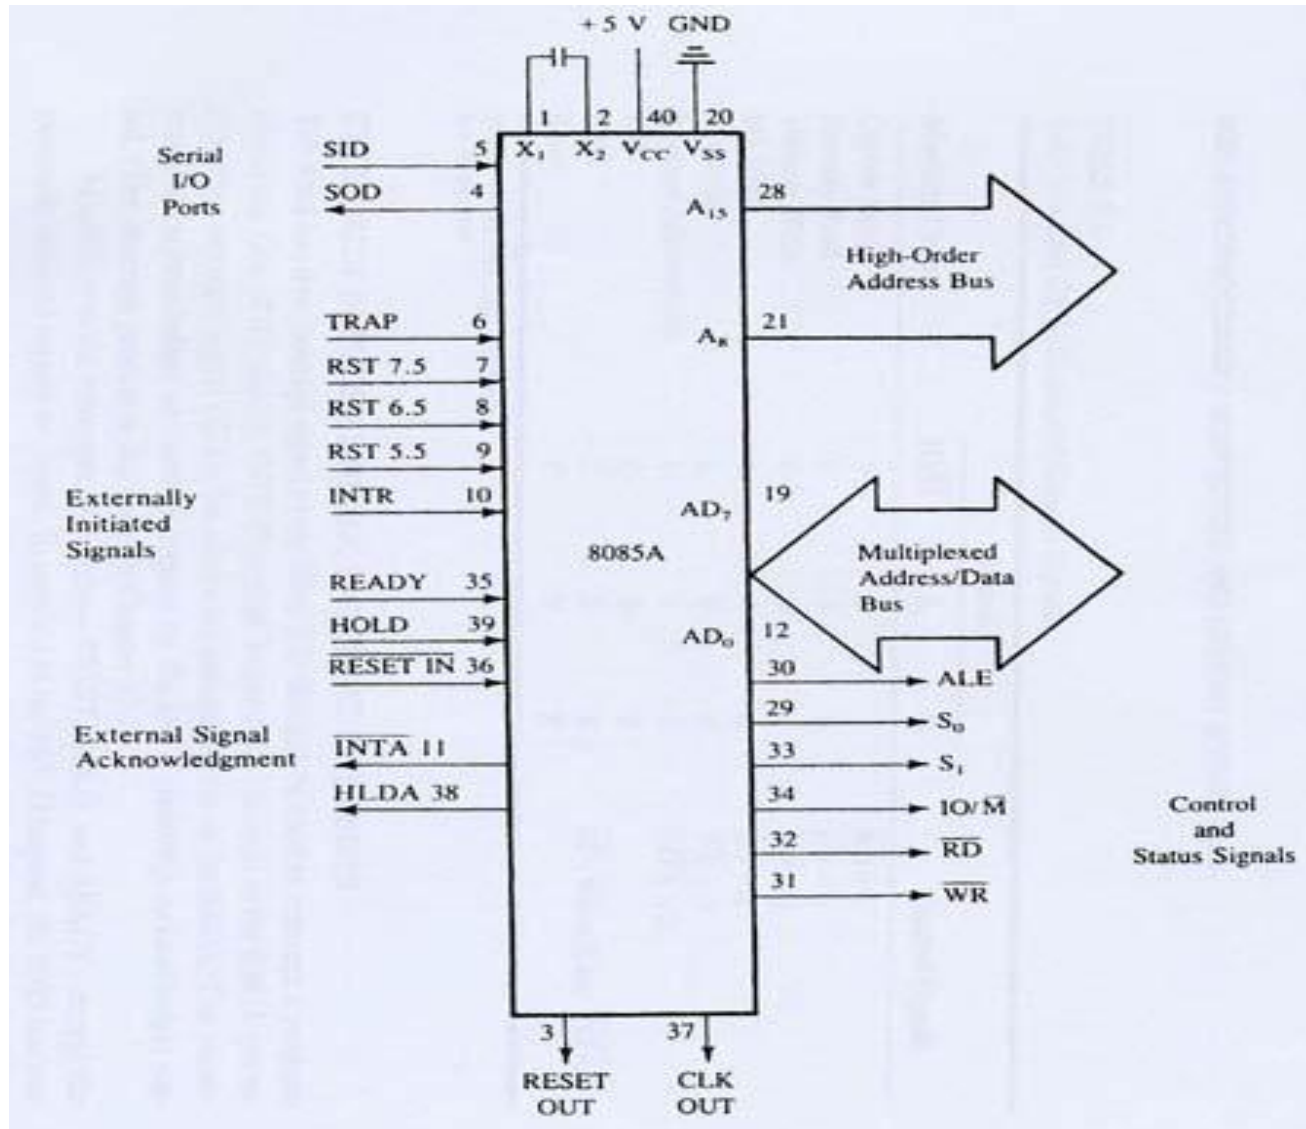 + 5 V GND
1 2 40 20
X1 X2 VCC VSS
Serial
I/O
Ports
SID 5
SOD 4
TRAP 6
RST 7.5 7
RST 6.5 8
RST 5.5 9
INTR 10
Externally
Initiated
Signals
READY 35
HOLD 39
RESET IN 36
External Signal
Acknowledgment
INTA 11
HLDA 38
8085A
A15 28
High-Order
Address Bus
A8 21
AD7 19
Multiplexed
Address/Data
Bus
AD0 12
30 ALE
29 S0
33 S1
34 IO/M̅
32 R̅D̅
31 W̅R̅
Control
and
Status Signals
3 37
RESET
OUT
CLK
OUT